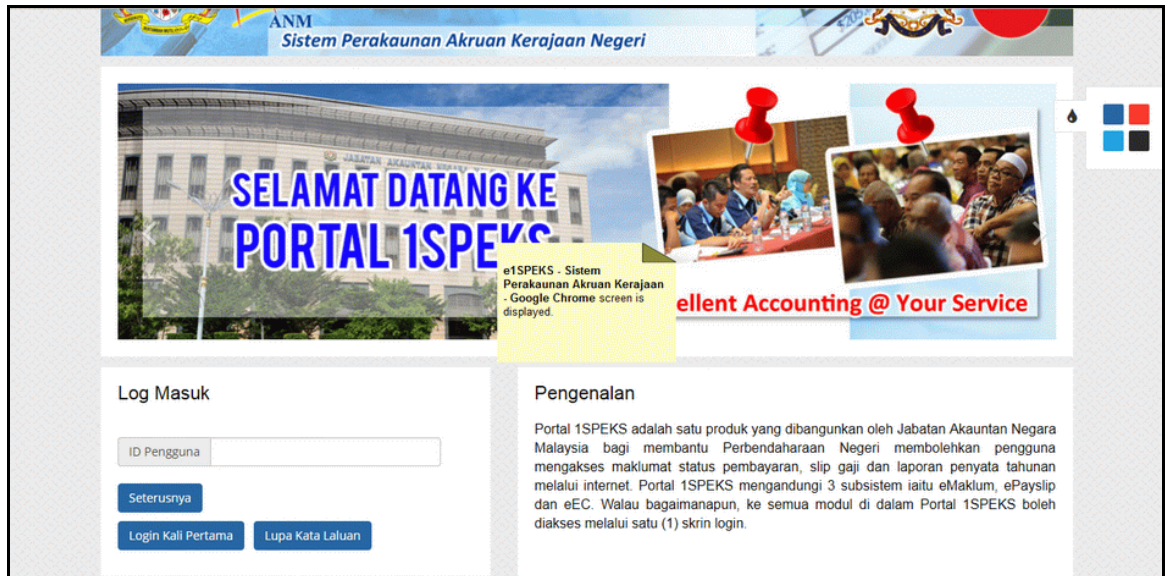 ANM
Sistem Perakaunan Akruan Kerajaan Negeri
JABATAN AKAUNTAN NEGARA
SELAMAT DATANG KE
PORTAL 1SPEKS
e1SPEKS - Sistem
Perakaunan Akruan Kerajaan
- Google Chrome screen is
displayed.
ellent Accounting @ Your Service
Log Masuk
ID Pengguna
Seterusnya
Login Kali Pertama
Lupa Kata Laluan
Pengenalan
Portal 1SPEKS adalah satu produk yang dibangunkan oleh Jabatan Akauntan Negara
Malaysia bagi membantu Perbendaharaan Negeri membolehkan pengguna
mengakses maklumat status pembayaran, slip gaji dan laporan penyata tahunan
melalui internet. Portal 1SPEKS mengandungi 3 subsistem iaitu eMaklum, ePayslip
dan eEC. Walau bagaimanapun, ke semua modul di dalam Portal 1SPEKS boleh
diakses melalui satu (1) skrin login.